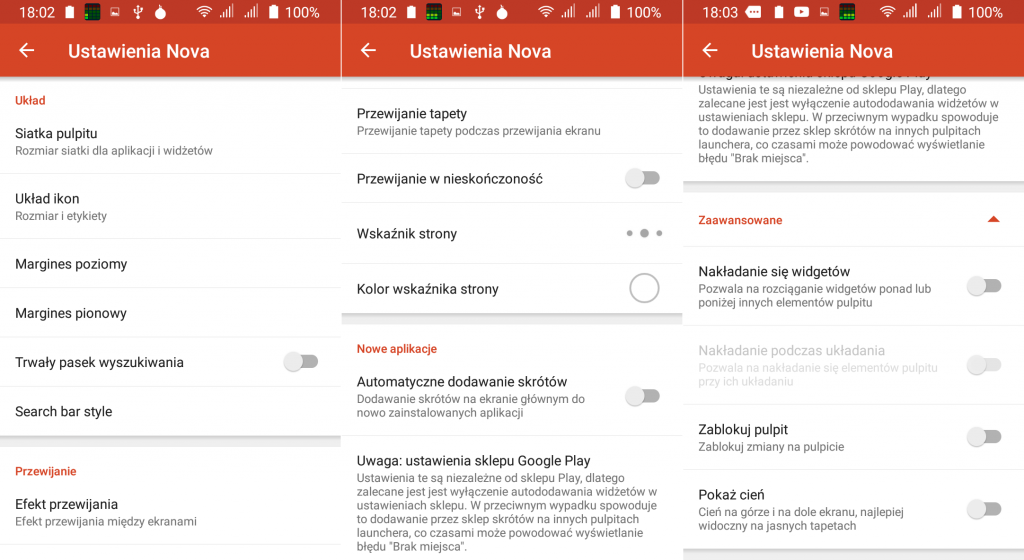 18:02 100%
Ustawienia Nova
Układ
Siatka pulpitu
Rozmiar siatki dla aplikacji i widżetów
Układ ikon
Rozmiar i etykiety
Margines poziomy
Margines pionowy
Trwały pasek wyszukiwania
Search bar style
Przewijanie
Efekt przewijania
Efekt przewijania między ekranami
18:02 100%
Ustawienia Nova
Przewijanie tapety
Przewijanie tapety podczas przewijania ekranu
Przewijanie w nieskończoność
Wskaźnik strony
Kolor wskaźnika strony
Nowe aplikacje
Automatyczne dodawanie skrótów
Dodawanie skrótów na ekranie głównym do
nowo zainstalowanych aplikacji
Uwaga: ustawienia sklepu Google Play
Ustawienia te są niezależne od sklepu Play, dlatego
zalecane jest jest wyłączenie autododawania widżetów w
ustawieniach sklepu. W przeciwnym wypadku spowoduje
to dodawanie przez sklep skrótów na innych pulpitach
launchera, co czasami może powodować wyświetlanie
błędu "Brak miejsca".
18:03 100%
Ustawienia Nova
Uwaga: ustawienia sklepu Google Play
Ustawienia te są niezależne od sklepu Play, dlatego
zalecane jest jest wyłączenie autododawania widżetów w
ustawieniach sklepu. W przeciwnym wypadku spowoduje
to dodawanie przez sklep skrótów na innych pulpitach
launchera, co czasami może powodować wyświetlanie
błędu "Brak miejsca".
Zaawansowane
Nakładanie się widgetów
Pozwala na rozciąganie widgetów ponad lub
poniżej innych elementów pulpitu
Nakładanie podczas układania
Pozwala na nakładanie się elementów pulpitu
przy ich układaniu
Zablokuj pulpit
Zablokuj zmiany na pulpicie
Pokaż cień
Cień na górze i na dole ekranu, najlepiej
widoczny na jasnych tapetach